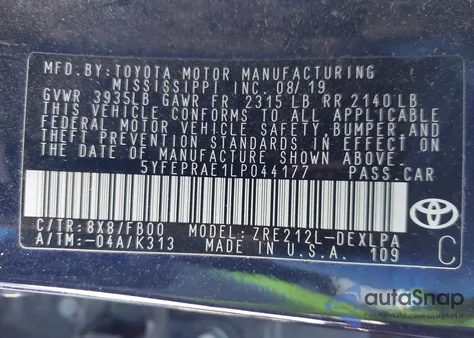 MFD. BY: TOYOTA MOTOR MANUFACTURING
MISSISSIPPI INC. 08/19
GVWR 3935LB GAWR FR 2315 LB RR 2140 LB
THIS VEHICLE CONFORMS TO ALL APPLICABLE
FEDERAL MOTOR VEHICLE SAFETY, BUMPER, AND
THEFT PREVENTION STANDARDS IN EFFECT ON
THE DATE OF MANUFACTURE SHOWN ABOVE.
5YFEPRAE1LP044177 PASS.CAR
C/TR: 8X8/FB00 MODEL: ZRE212L-DEXLPA
A/TM:-04A/K313 MADE IN U.S.A. 109
TOYOTA
C
autoSnap